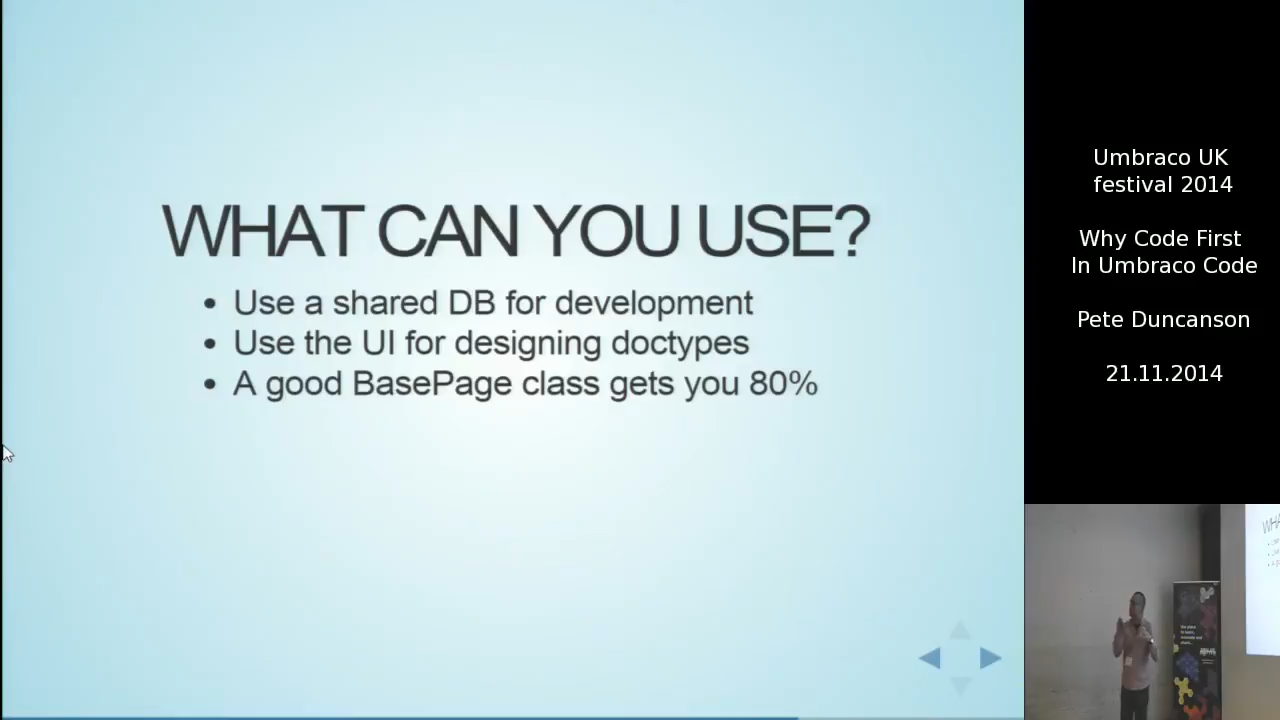 WHAT CAN YOU USE?
Use a shared DB for development
Use the UI for designing doctypes
A good BasePage class gets you 80%
Umbraco UK
festival 2014
Why Code First
In Umbraco Code
Pete Duncanson
21.11.2014
WHA